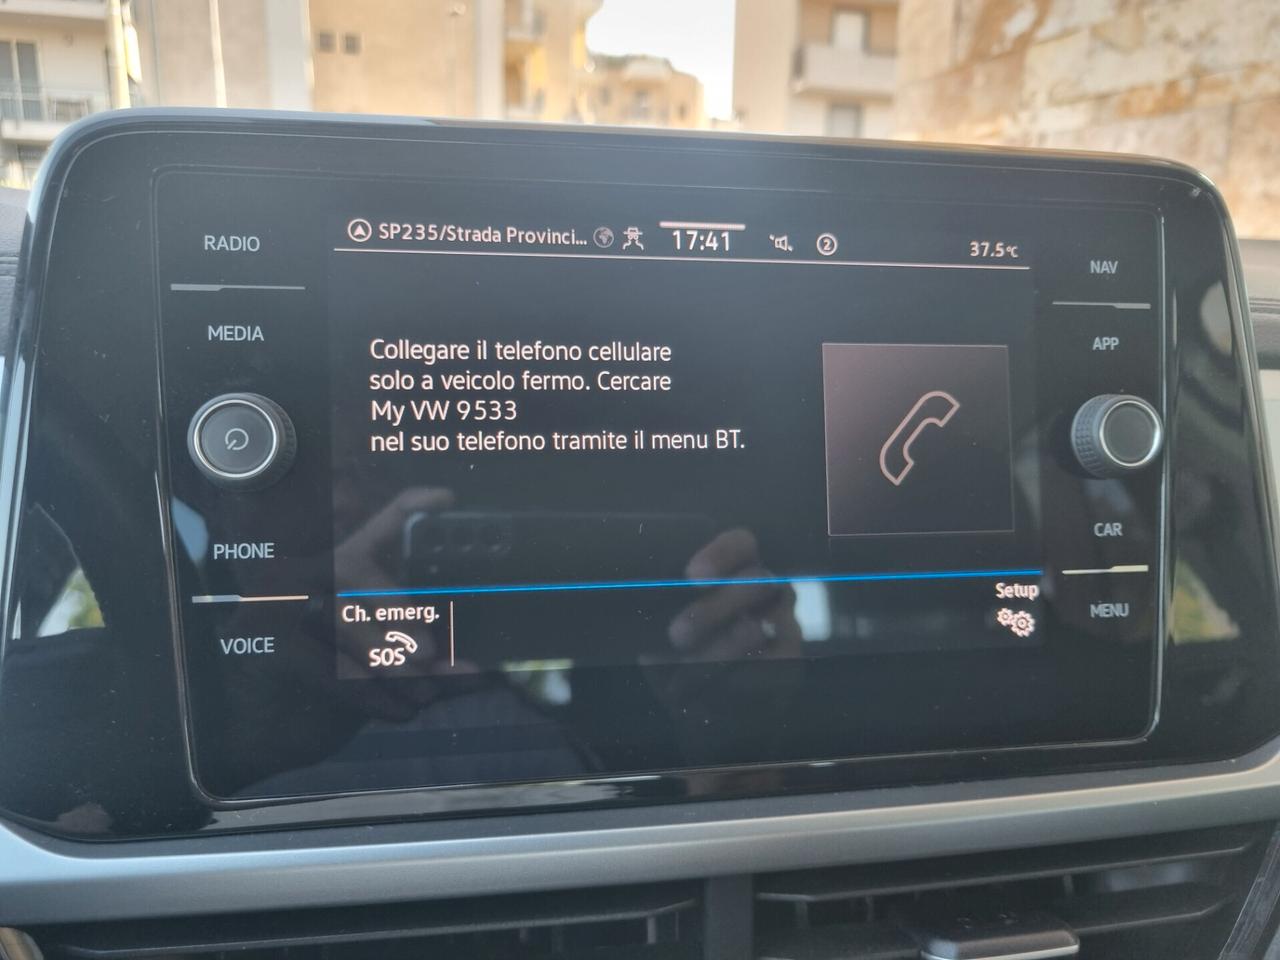 RADIO
MEDIA
PHONE
VOICE
SP235/Strada Provinci... 17:41 2 37.5°C
Collegare il telefono cellulare
solo a veicolo fermo. Cercare
My VW 9533
nel suo telefono tramite il menu BT.
Ch. emerg.
SOS
Setup
NAV
APP
CAR
MENU